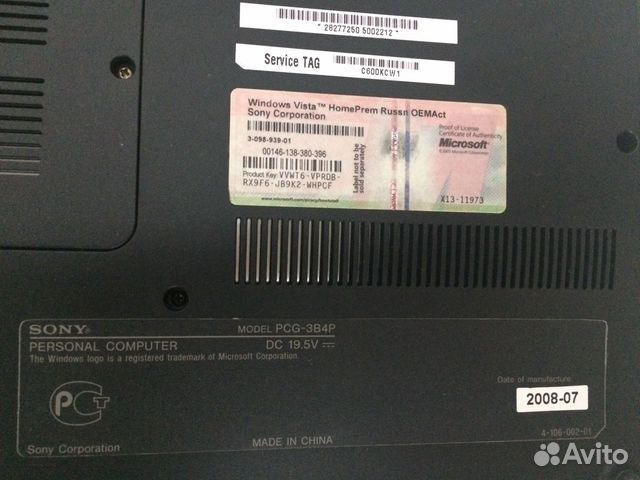 " 28277250 5002212 "
Service TAG
C600KCW1
Windows Vista™ HomePrem Russn OEMAct
Sony Corporation
3-098-939-01
00146-138-380-396
Product Key: VVWT6-VPRDB-
RX9F6-JB9K2-WHPCF
Label not to be
sold separately
Proof of License
Certificate of Authenticity
Microsoft®
X13-11973
SONY®
MODEL PCG-3B4P
PERSONAL COMPUTER
DC 19.5V
The Windows logo is a registered trademark of Microsoft Corporation.
PCT
Date of manufacture:
2008-07
4-106-002-01
Sony Corporation
MADE IN CHINA
Avito